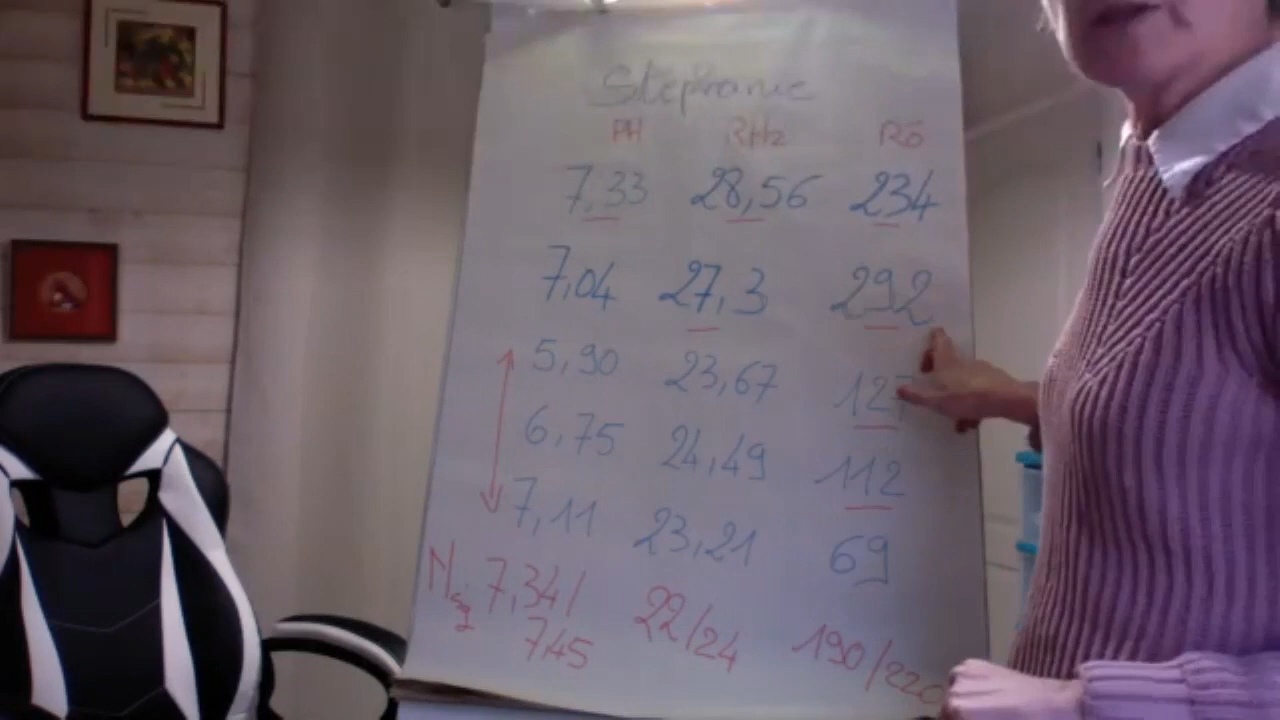 Stéphanie
PH RH2 Rô
7,33 28,56 234
7,04 27,3 292
5,90 23,67 127
6,75 24,49 112
7,11 23,21 69
N sg 7,34/ 22/24 190/220
7,45